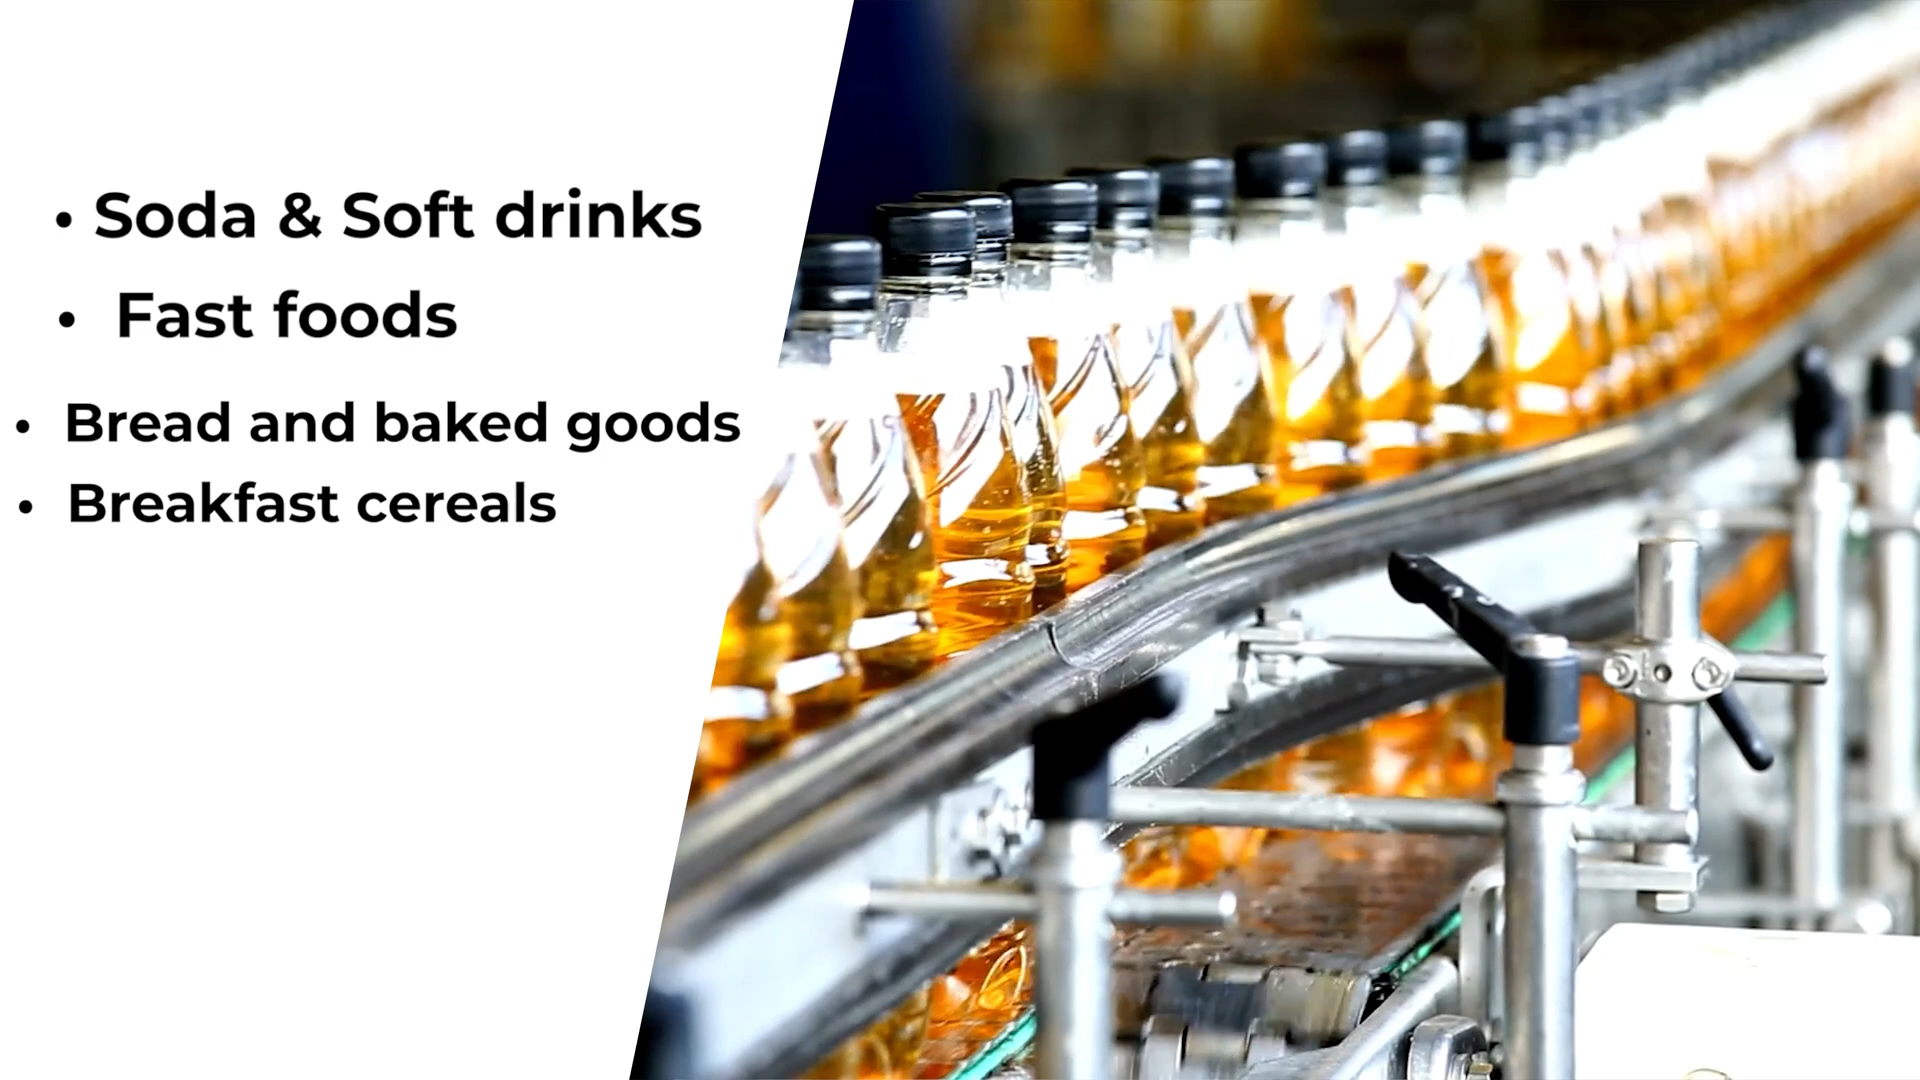 • Soda & Soft drinks
• Fast foods
• Bread and baked goods
• Breakfast cereals